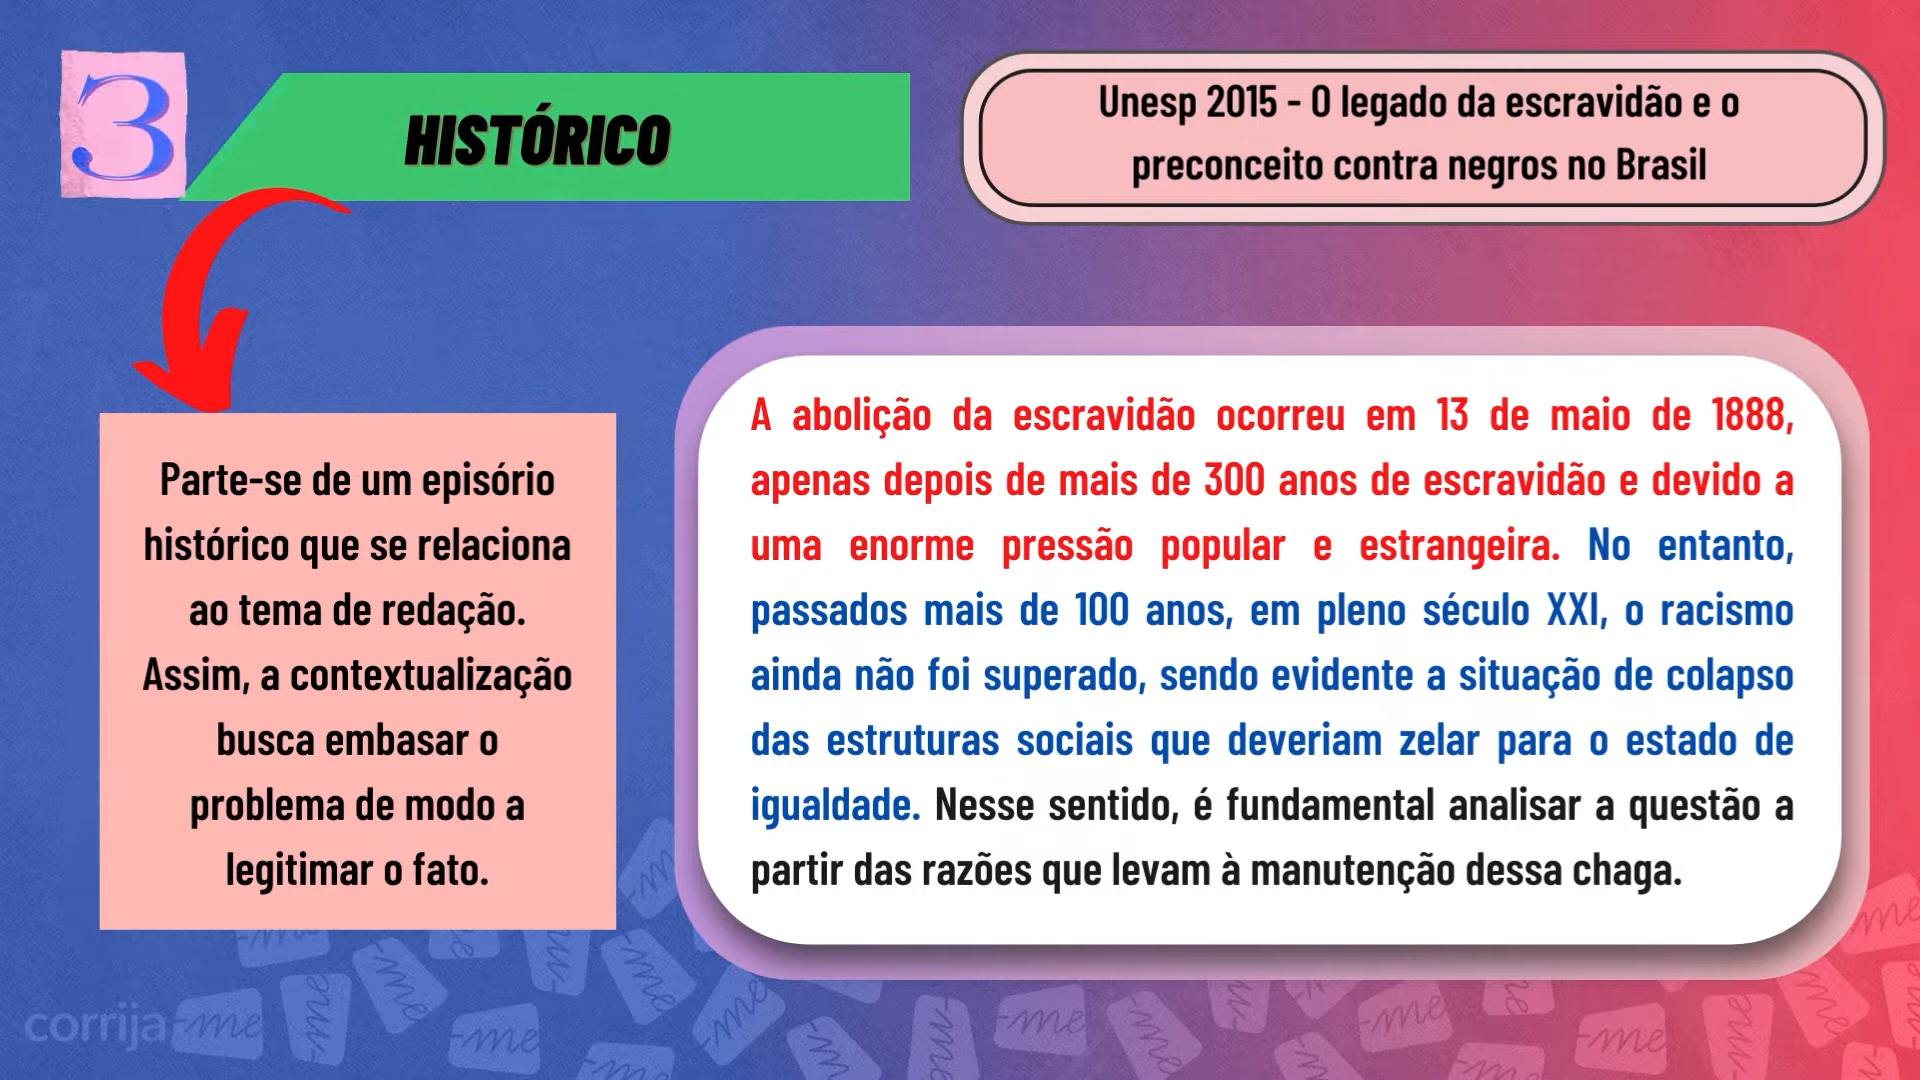 3
HISTÓRICO
Unesp 2015 - O legado da escravidão e o
preconceito contra negros no Brasil
Parte-se de um episório
histórico que se relaciona
ao tema de redação.
Assim, a contextualização
busca embasar o
problema de modo a
legitimar o fato.
A abolição da escravidão ocorreu em 13 de maio de 1888,
apenas depois de mais de 300 anos de escravidão e devido a
uma enorme pressão popular e estrangeira. No entanto,
passados mais de 100 anos, em pleno século XXI, o racismo
ainda não foi superado, sendo evidente a situação de colapso
das estruturas sociais que deveriam zelar para o estado de
igualdade. Nesse sentido, é fundamental analisar a questão a
partir das razões que levam à manutenção dessa chaga.
corrija-me